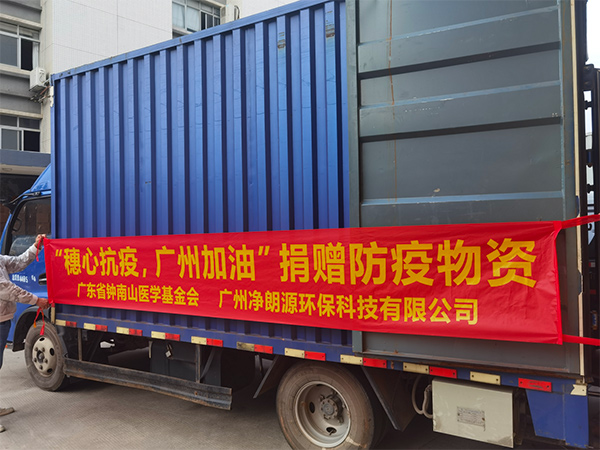 “穗心抗疫，广州加油”捐赠防疫物资
广东省钟南山医学基金会 广州净朗源环保科技有限公司